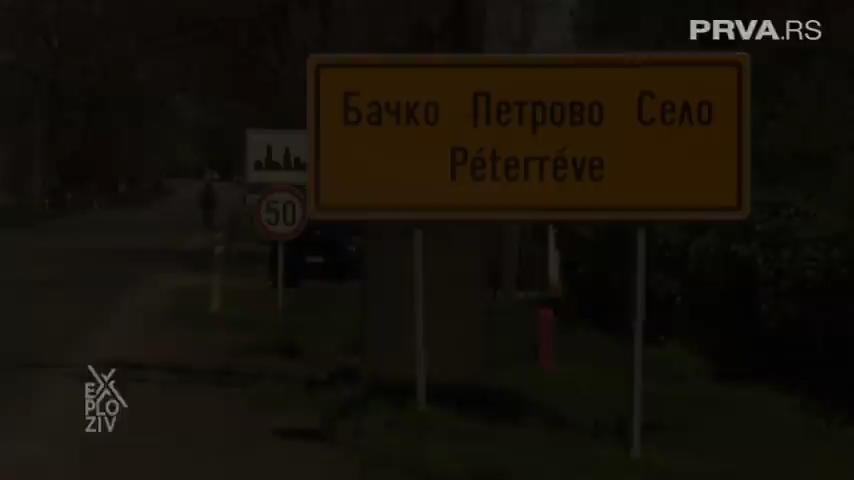 PRVA.RS
Бачко Петрово Село
Péterréve
50
EX
PLO
ZIV